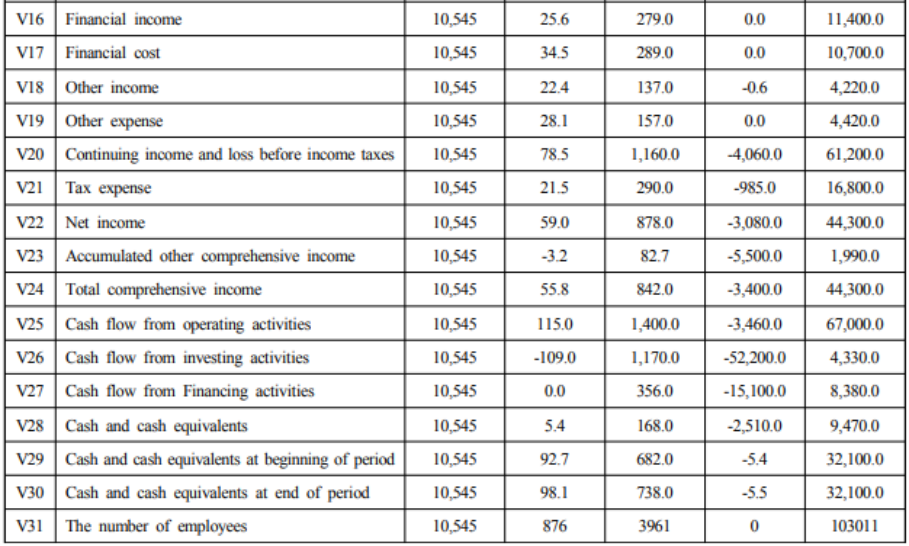 V16 Financial income 10,545 25.6 279.0 0.0 11,400.0
V17 Financial cost 10,545 34.5 289.0 0.0 10,700.0
V18 Other income 10,545 22.4 137.0 -0.6 4,220.0
V19 Other expense 10,545 28.1 157.0 0.0 4,420.0
V20 Continuing income and loss before income taxes 10,545 78.5 1,160.0 -4,060.0 61,200.0
V21 Tax expense 10,545 21.5 290.0 -985.0 16,800.0
V22 Net income 10,545 59.0 878.0 -3,080.0 44,300.0
V23 Accumulated other comprehensive income 10,545 -3.2 82.7 -5,500.0 1,990.0
V24 Total comprehensive income 10,545 55.8 842.0 -3,400.0 44,300.0
V25 Cash flow from operating activities 10,545 115.0 1,400.0 -3,460.0 67,000.0
V26 Cash flow from investing activities 10,545 -109.0 1,170.0 -52,200.0 4,330.0
V27 Cash flow from Financing activities 10,545 0.0 356.0 -15,100.0 8,380.0
V28 Cash and cash equivalents 10,545 5.4 168.0 -2,510.0 9,470.0
V29 Cash and cash equivalents at beginning of period 10,545 92.7 682.0 -5.4 32,100.0
V30 Cash and cash equivalents at end of period 10,545 98.1 738.0 -5.5 32,100.0
V31 The number of employees 10,545 876 3961 0 103011